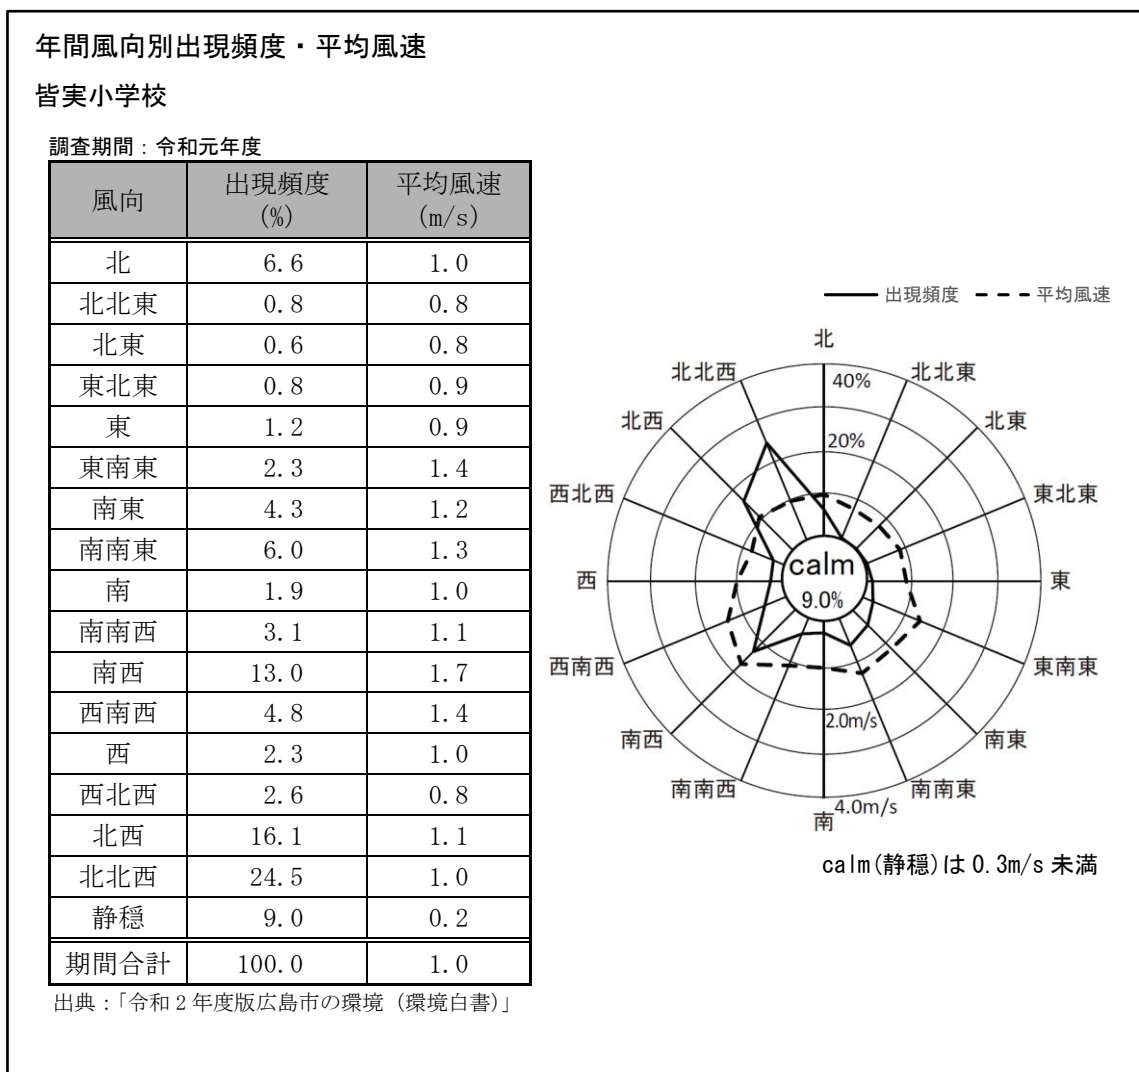 年間風向別出現頻度・平均風速
皆実小学校
調査期間：令和元年度
風向 出現頻度 (%) 平均風速 (m/s)
北 6.6 1.0
北北東 0.8 0.8
北東 0.6 0.8
東北東 0.8 0.9
東 1.2 0.9
東南東 2.3 1.4
南東 4.3 1.2
南南東 6.0 1.3
南 1.9 1.0
南南西 3.1 1.1
南西 13.0 1.7
西南西 4.8 1.4
西 2.3 1.0
西北西 2.6 0.8
北西 16.1 1.1
北北西 24.5 1.0
静穏 9.0 0.2
期間合計 100.0 1.0
出典：「令和2年度版広島市の環境（環境白書）」
出現頻度 平均風速
北
北北西 40% 北北東
北西 20% 北東
西北西 東北東
calm
西 9.0% 東
西南西 東南東
2.0m/s
南西 南東
南南西 南南東
4.0m/s
南
calm(静穏)は0.3m/s未満